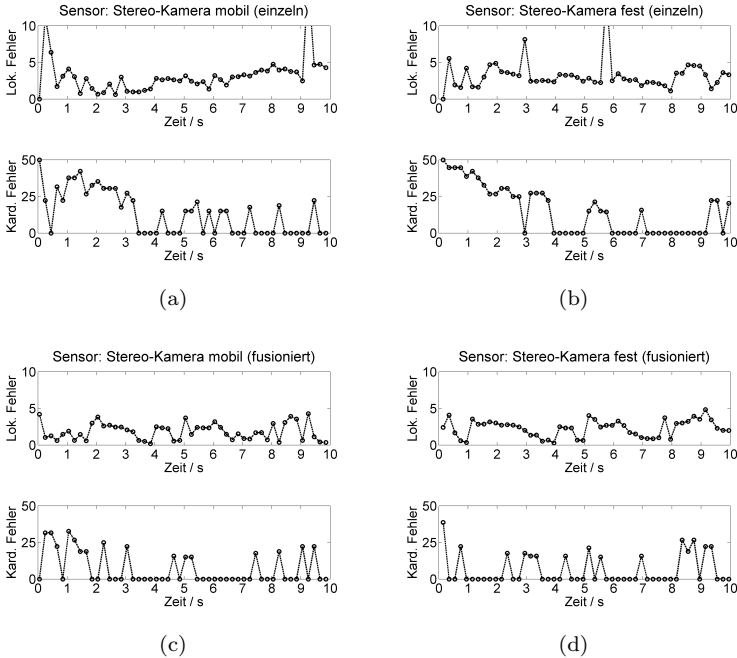 Sensor: Stereo-Kamera mobil (einzeln)
Lok. Fehler
10
5
0
0 1 2 3 4 5 6 7 8 9 10
Zeit / s
Kard. Fehler
50
25
0
0 1 2 3 4 5 6 7 8 9 10
Zeit / s
(a)
Sensor: Stereo-Kamera fest (einzeln)
Lok. Fehler
10
5
0
0 1 2 3 4 5 6 7 8 9 10
Zeit / s
Kard. Fehler
50
25
0
0 1 2 3 4 5 6 7 8 9 10
Zeit / s
(b)
Sensor: Stereo-Kamera mobil (fusioniert)
Lok. Fehler
10
5
0
0 1 2 3 4 5 6 7 8 9 10
Zeit / s
Kard. Fehler
50
25
0
0 1 2 3 4 5 6 7 8 9 10
Zeit / s
(c)
Sensor: Stereo-Kamera fest (fusioniert)
Lok. Fehler
10
5
0
0 1 2 3 4 5 6 7 8 9 10
Zeit / s
Kard. Fehler
50
25
0
0 1 2 3 4 5 6 7 8 9 10
Zeit / s
(d)